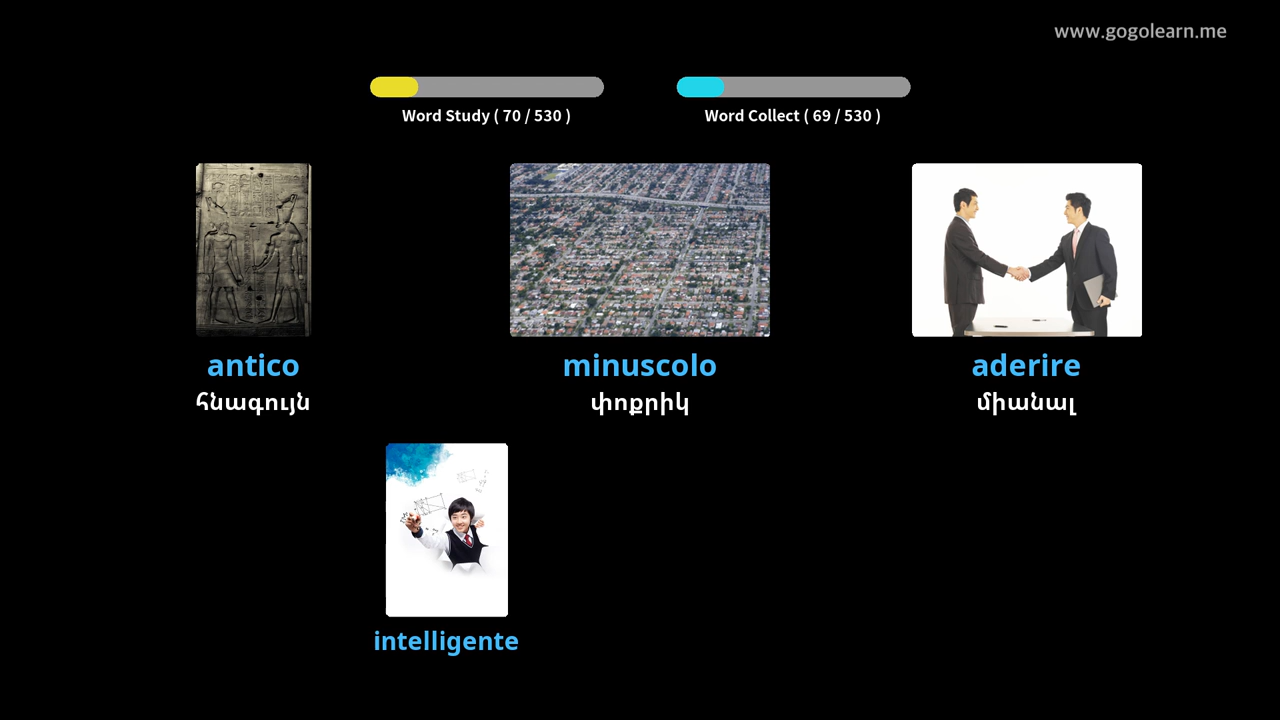 www.gogolearn.me
Word Study ( 70 / 530 )
Word Collect ( 69 / 530 )
antico
minuscolo
aderire
հնագույն
փոքրիկ
միանալ
intelligente